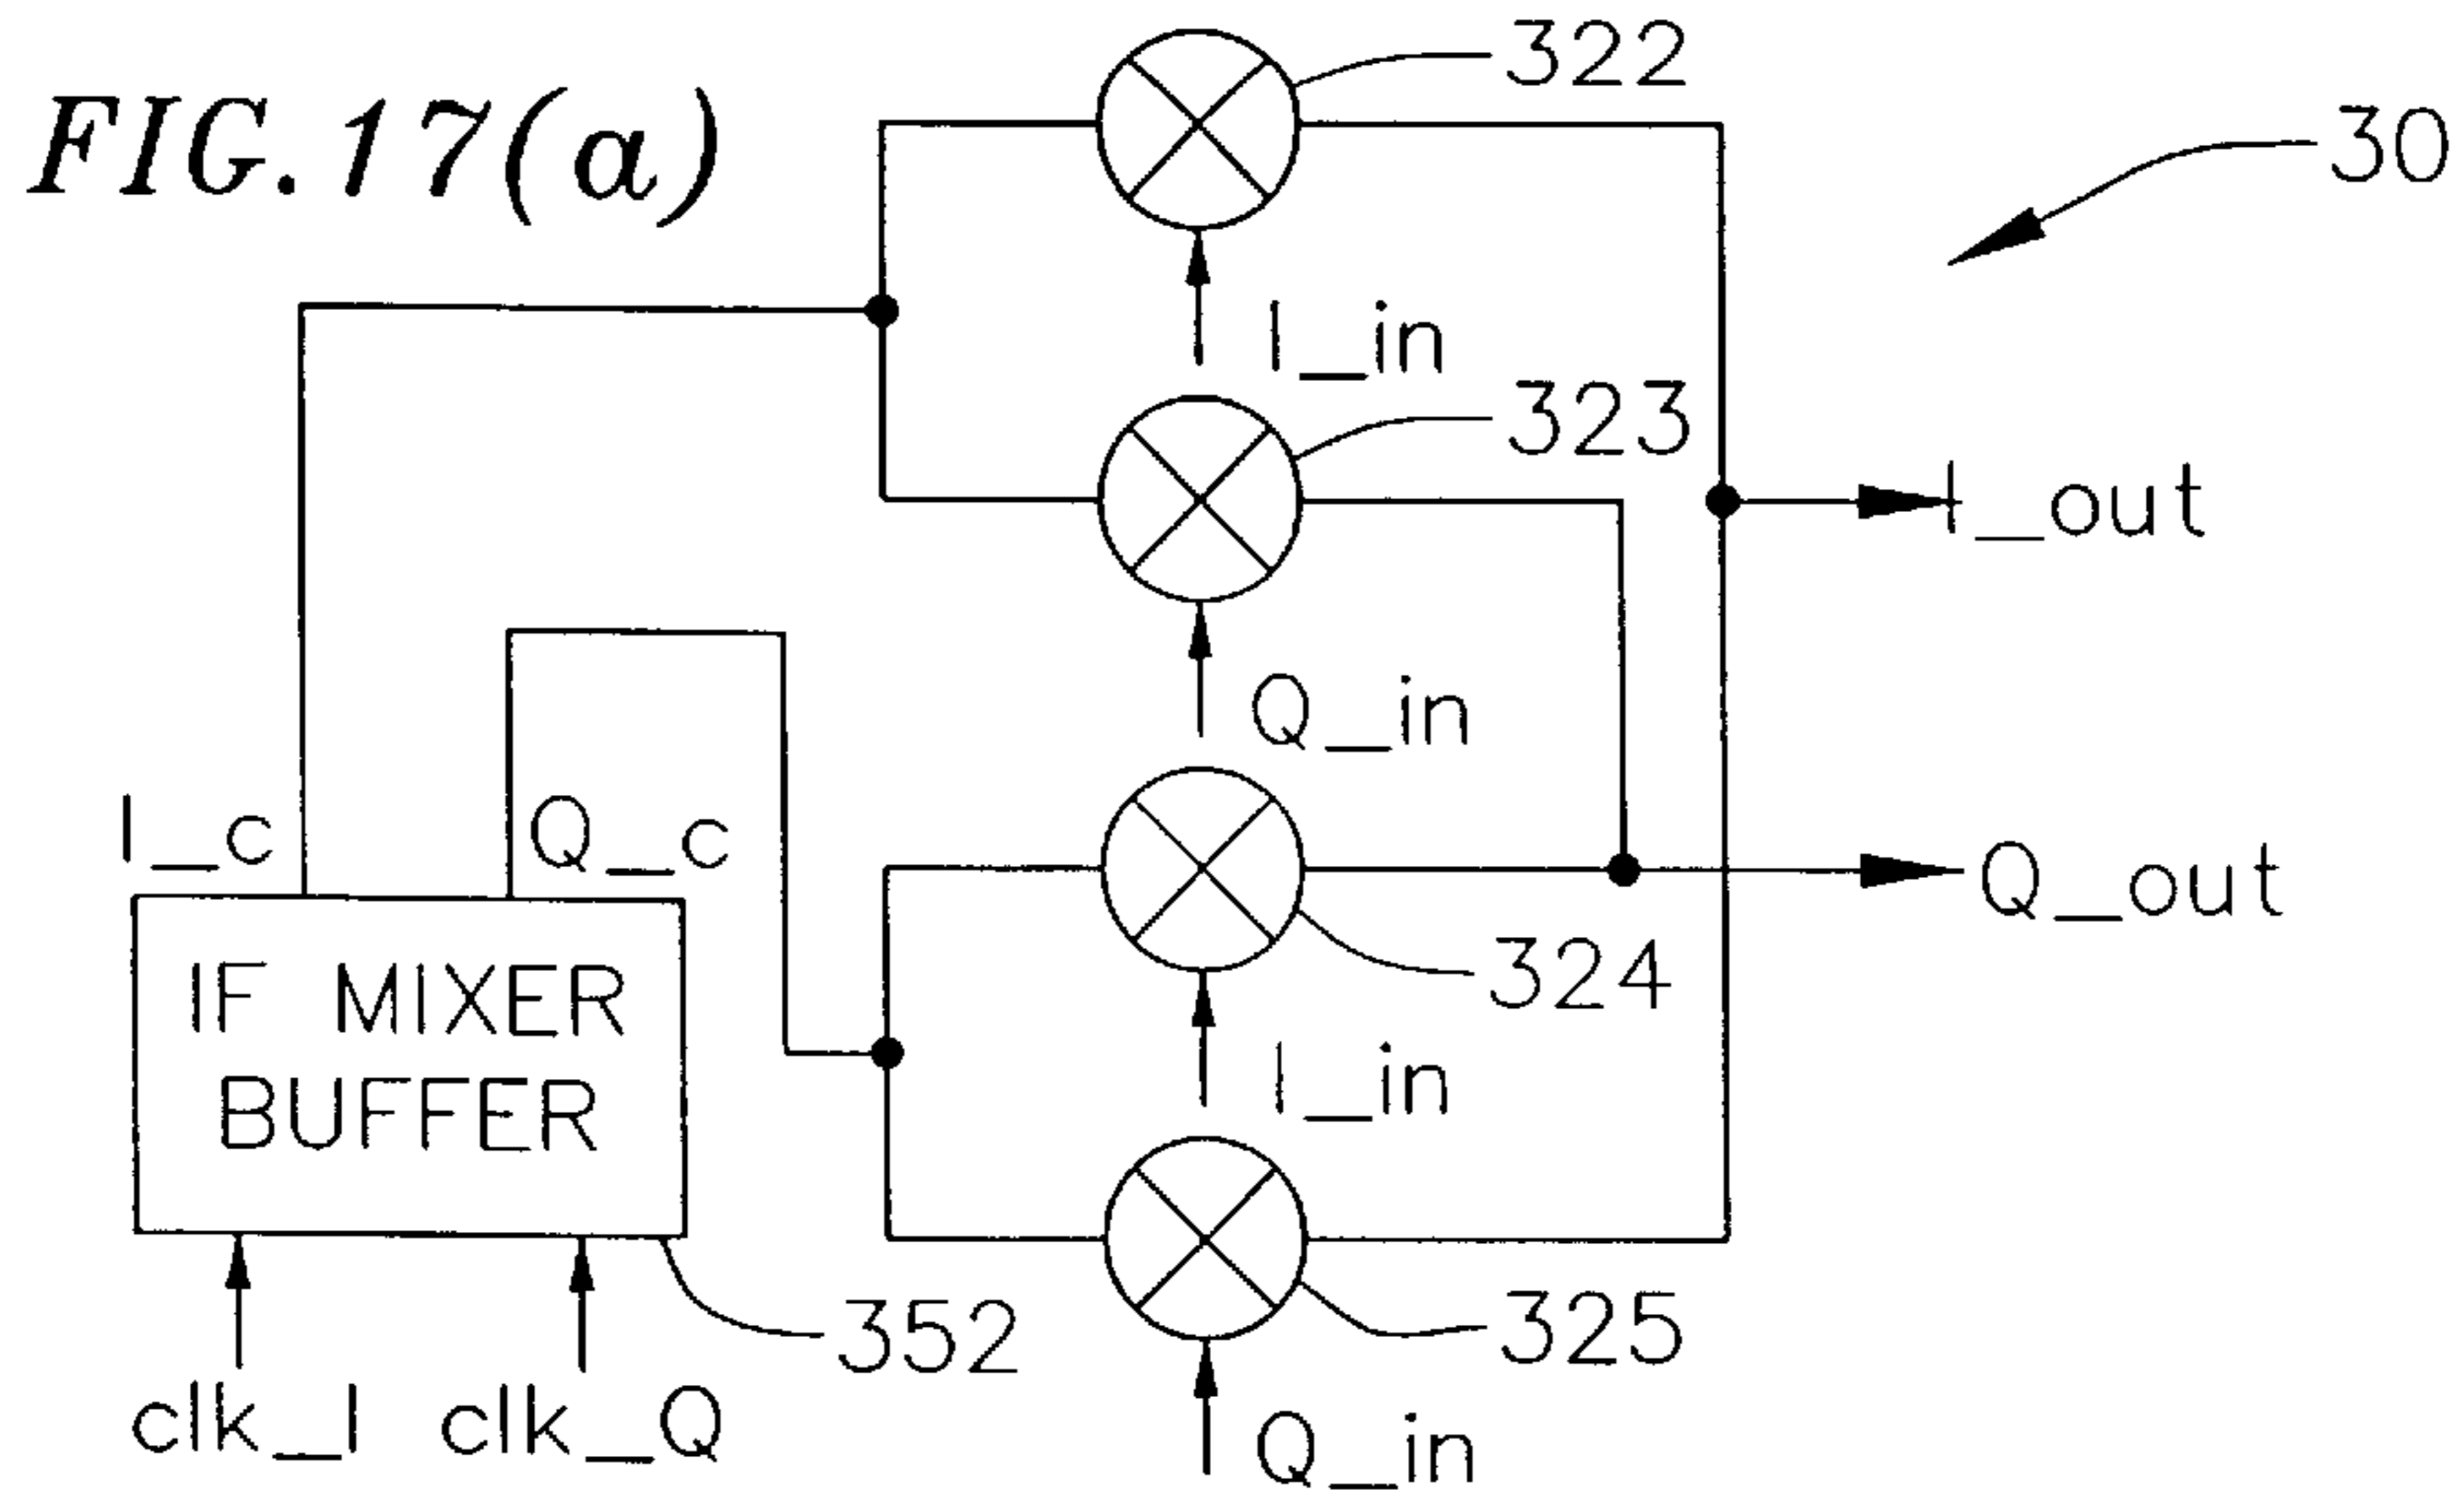 FIG.17(a)
322
30
I_in
323
I_out
Q_in
I_c
Q_c
Q_out
IF MIXER
BUFFER
324
I_in
352
325
clk_I
clk_Q
Q_in